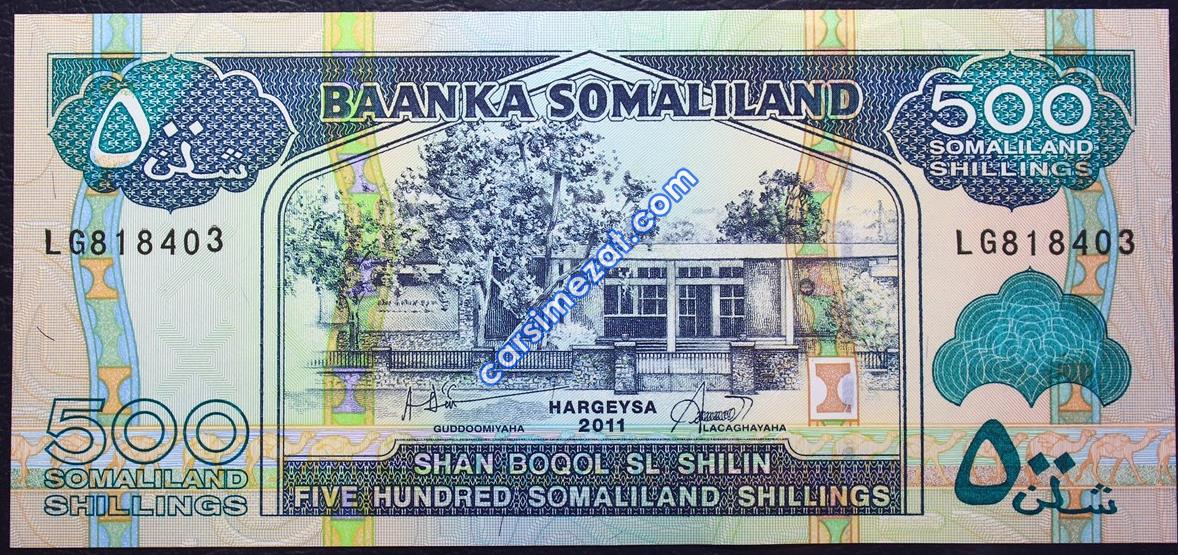 BAANKA SOMALILAND
٥٠٠
شلن
500
SOMALILAND
SHILLINGS
LG818403
LG818403
carsimezat.com
HARGEYSA
2011
GUDDOOMIYAHA
LACAGHAYAHA
500
SOMALILAND
SHILLINGS
SHAN BOQOL SL SHILIN
FIVE HUNDRED SOMALILAND SHILLINGS
٥٠٠
شلن